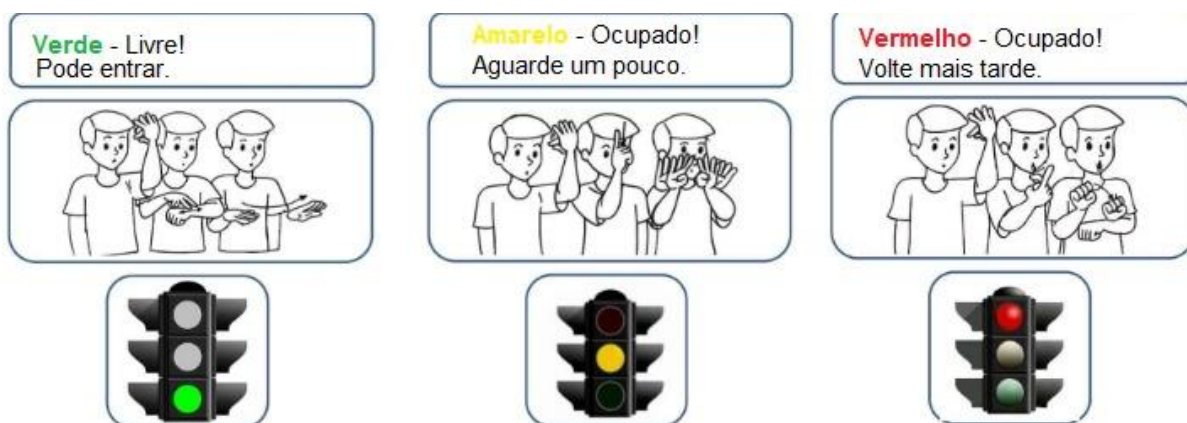 Verde - Livre!
Pode entrar.
Amarelo - Ocupado!
Aguarde um pouco.
Vermelho - Ocupado!
Volte mais tarde.